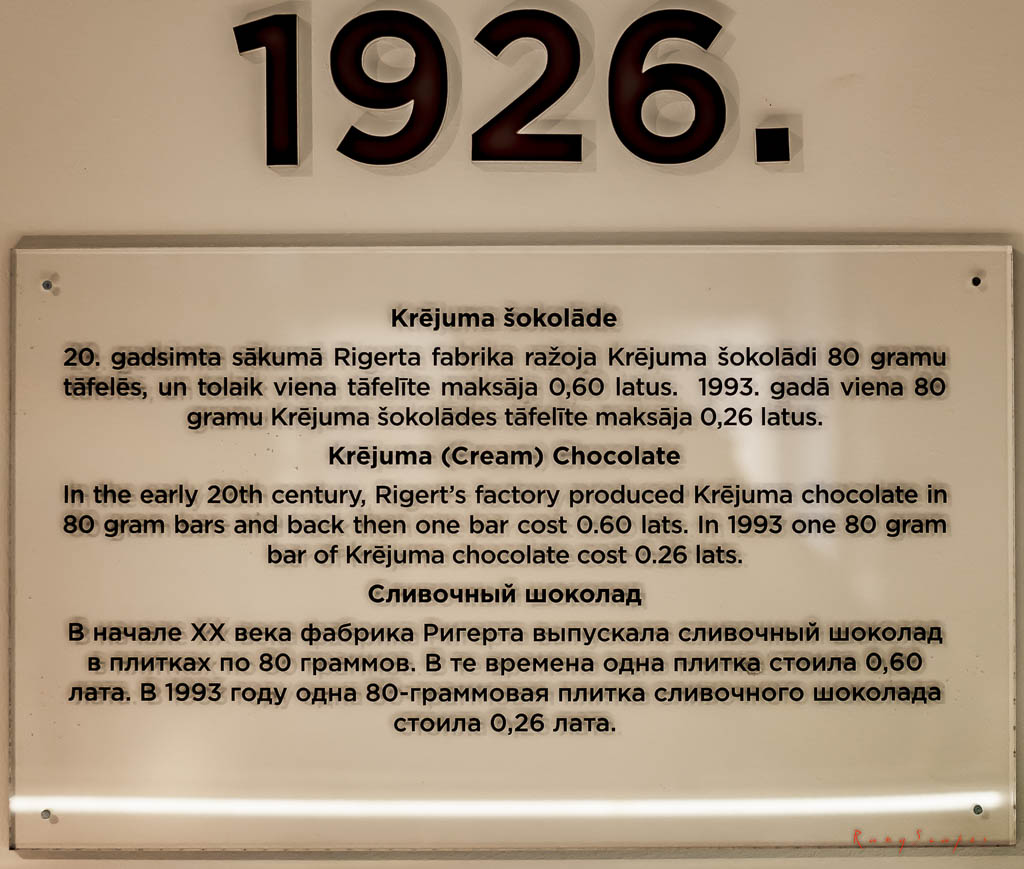 1926.
Krējuma šokolāde
20. gadsimta sākumā Rigerta fabrika ražoja Krējuma šokolādi 80 gramu
tāfelēs, un tolaik viena tāfelīte maksāja 0,60 latus. 1993. gadā viena 80
gramu Krējuma šokolādes tāfelīte maksāja 0,26 latus.
Krējuma (Cream) Chocolate
In the early 20th century, Rigert’s factory produced Krējuma chocolate in
80 gram bars and back then one bar cost 0.60 lats. In 1993 one 80 gram
bar of Krējuma chocolate cost 0.26 lats.
Сливочный шоколад
В начале XX века фабрика Ригерта выпускала сливочный шоколад
в плитках по 80 граммов. В те времена одна плитка стоила 0,60
лата. В 1993 году одна 80-граммовая плитка сливочного шоколада
стоила 0,26 лата.